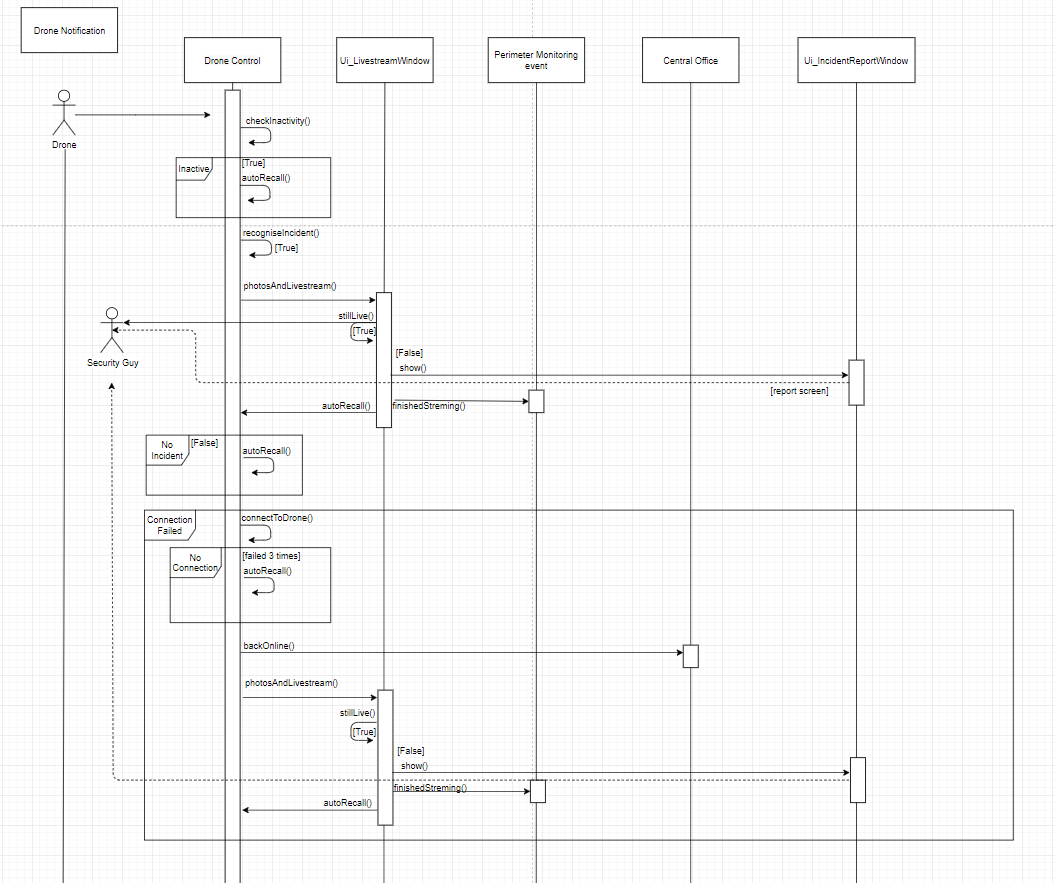 Drone Notification
Drone Control
Ui_LivestreamWindow
Perimeter Monitoring
event
Central Office
Ui_IncidentReportWindow
Drone
checkInactivity()
Inactive
[True]
autoRecall()
recogniseIncident()
[True]
photosAndLivestream()
stillLive()
[True]
Security Guy
[False]
show()
[report screen]
autoRecall()
finishedStreming()
No
Incident
[False]
autoRecall()
Connection
Failed
connectToDrone()
No
Connection
[failed 3 times]
autoRecall()
backOnline()
photosAndLivestream()
stillLive()
[True]
[False]
show()
finishedStreming()
autoRecall()